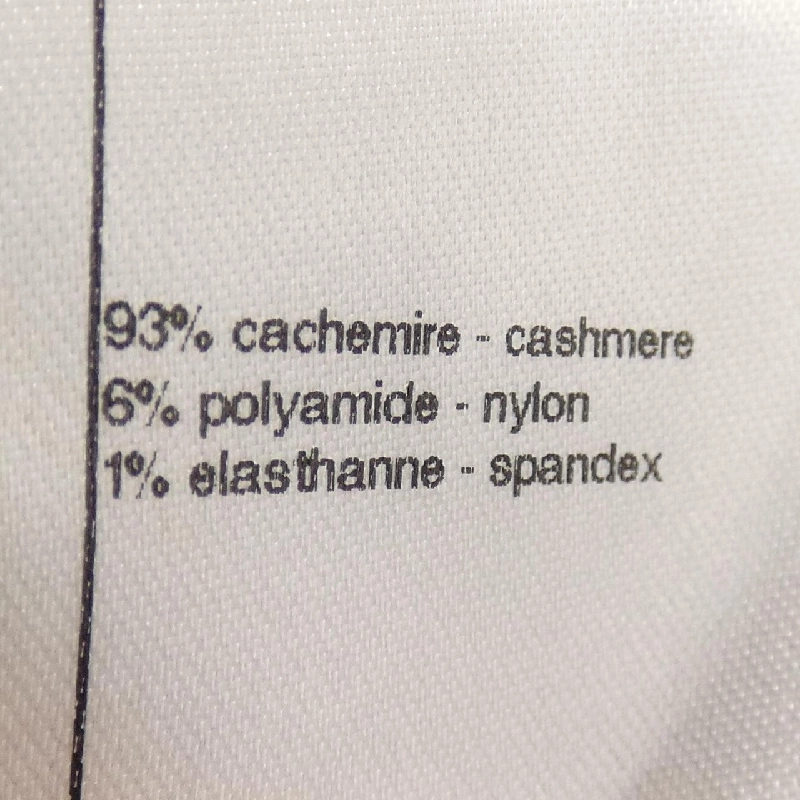 93% cachemire - cashmere
6% polyamide - nylon
1% elasthanne - spandex